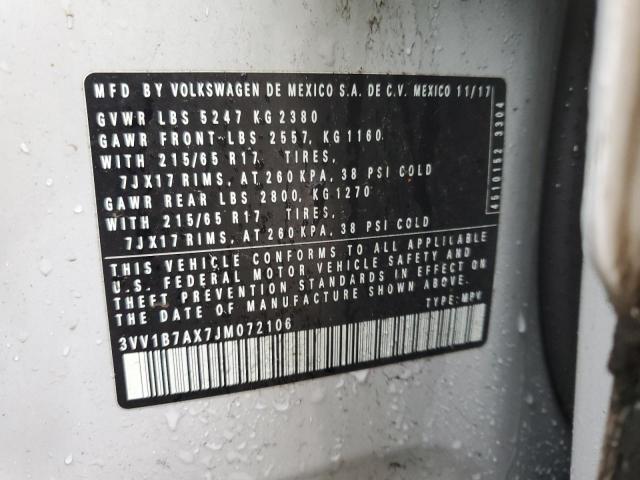 MFD BY VOLKSWAGEN DE MEXICO S.A. DE C.V. MEXICO 11/17
GVWR LBS 5247 KG 2380
GAWR FRONT-LBS 2557, KG 1160
WITH 215/65 R17 TIRES,
7JX17 RIMS, AT 260 KPA, 38 PSI COLD
GAWR REAR LBS 2800, KG 1270
WITH 215/65 R17 TIRES,
7JX17 RIMS, AT 260 KPA, 38 PSI COLD
4510152 3304
THIS VEHICLE CONFORMS TO ALL APPLICABLE
U.S. FEDERAL MOTOR VEHICLE SAFETY AND
THEFT PREVENTION STANDARDS IN EFFECT ON
THE DATE OF MANUFACTURE SHOWN ABOVE.
TYPE: MPV
3VV1B7AX7JM072106